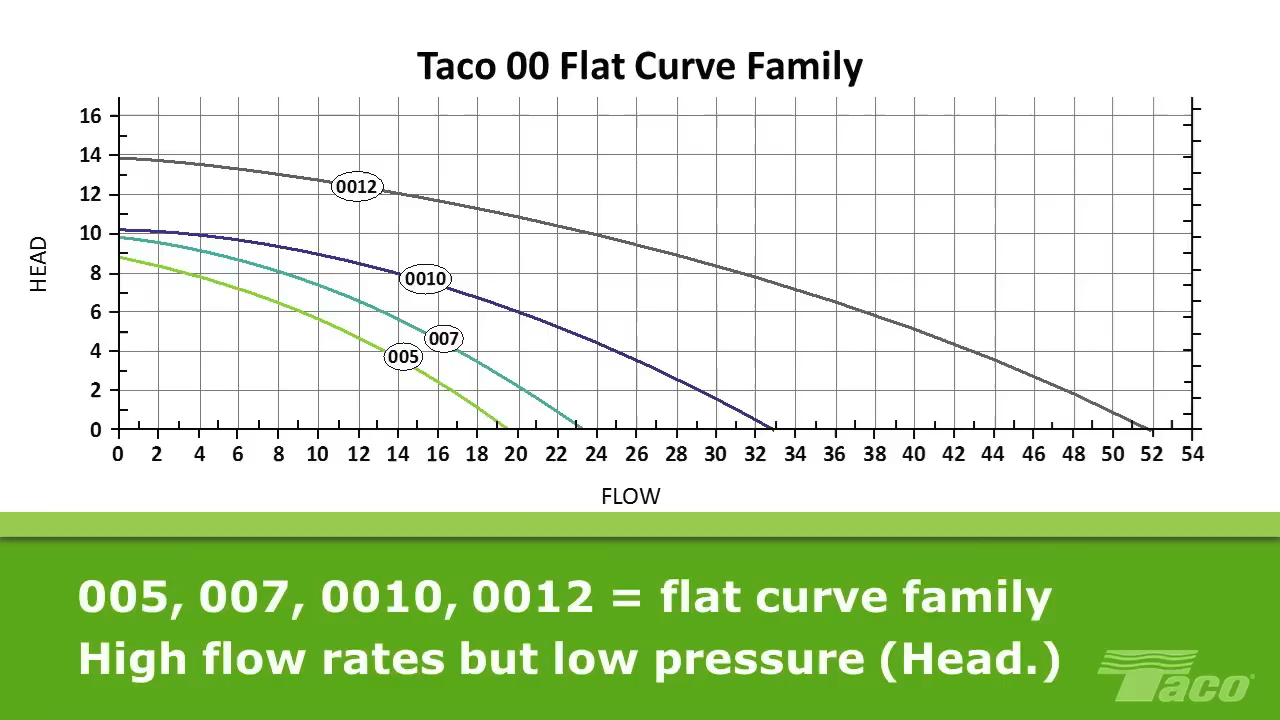 Taco 00 Flat Curve Family
16
14
12
10
8
6
4
2
0
HEAD
0012
0010
007
005
0 2 4 6 8 10 12 14 16 18 20 22 24 26 28 30 32 34 36 38 40 42 44 46 48 50 52 54
FLOW
005, 007, 0010, 0012 = flat curve family
High flow rates but low pressure (Head.)
Taco